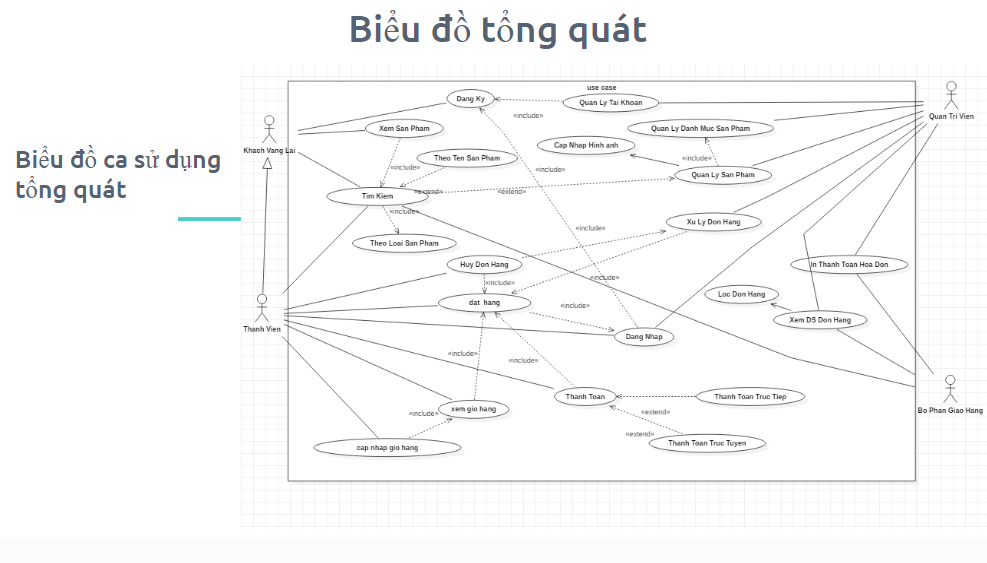 Biểu đồ tổng quát
Biểu đồ ca sử dụng
tổng quát
use case
Dang Ky
Quan Ly Tai Khoan
Quan Tri Vien
«include»
Khach Vang Lai
Xem San Pham
Quan Ly Danh Muc San Pham
Cap Nhap Hinh anh
Theo Ten San Pham
«include»
«include»
«include»
Quan Ly San Pham
Tim Kiem
«extend»
«extend»
«include»
Xu Ly Don Hang
«include»
Theo Loai San Pham
Huy Don Hang
In Thanh Toan Hoa Don
«include»
«include»
dat hang
Loc Don Hang
«include»
Xem DS Don Hang
Thanh Vien
Dang Nhap
«include»
«include»
Thanh Toan
Thanh Toan Truc Tiep
xem gio hang
«include»
«extend»
Bo Phan Giao Hang
«extend»
Thanh Toan Truc Tuyen
cap nhap gio hang